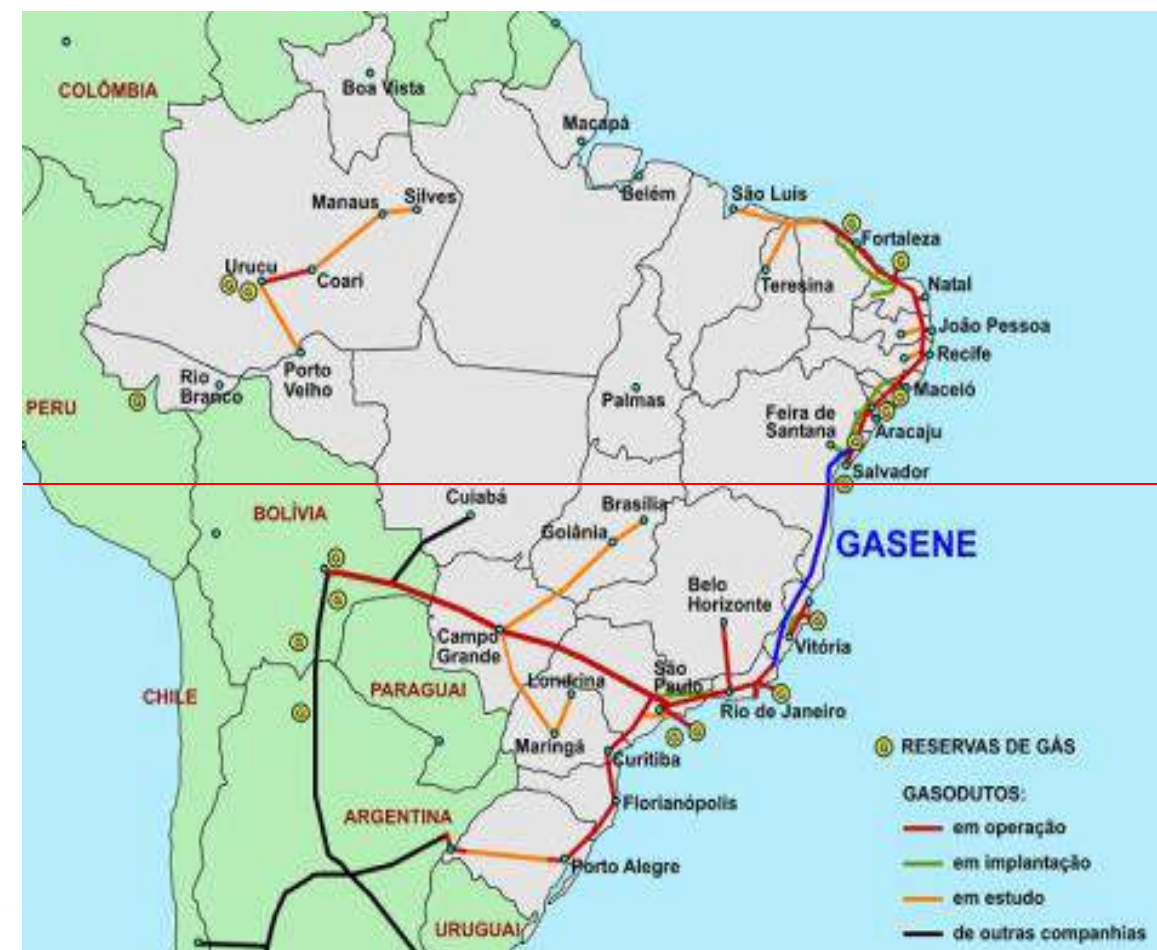 COLÔMBIA
Boa Vista
Macapá
Belém
São Luis
Manaus
Silves
Fortaleza
Urucu
Coari
Teresina
Natal
João Pessoa
Recife
Porto
Velho
Rio
Branco
PERU
Palmas
Maceió
Feira de
Santana
Aracaju
Salvador
Cuiabá
Brasília
BOLÍVIA
Goiânia
GASENE
Belo
Horizonte
Campo
Grande
Vitória
São
Paulo
CHILE
PARAGUAI
Londrina
Rio de Janeiro
Maringá
Curitiba
G RESERVAS DE GÁS
Florianópolis
GASODUTOS:
ARGENTINA
em operação
em implantação
Porto Alegre
em estudo
URUGUAI
de outras companhias